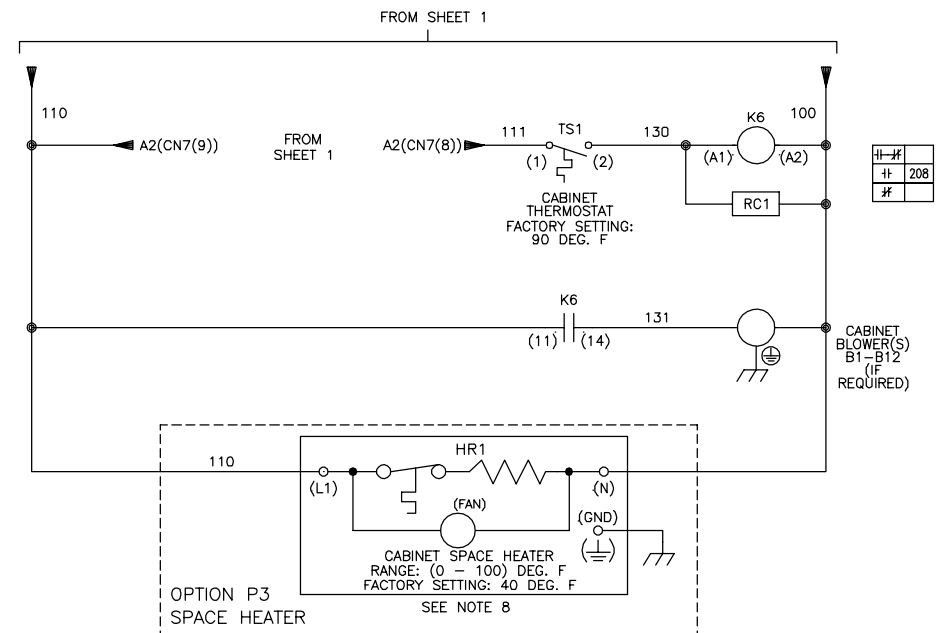 FROM SHEET 1
110
100
A2(CN7(9))
FROM
SHEET 1
A2(CN7(8))
111
TS1
130
K6
(1)
(2)
(A1)
(A2)
208
RC1
CABINET
THERMOSTAT
FACTORY SETTING:
90 DEG. F
K6
131
(11)
(14)
CABINET
BLOWER(S)
B1-B12
(IF
REQUIRED)
110
HR1
(L1)
(N)
(FAN)
(GND)
CABINET SPACE HEATER
RANGE: (0 - 100) DEG. F
FACTORY SETTING: 40 DEG. F
SEE NOTE 8
OPTION P3
SPACE HEATER